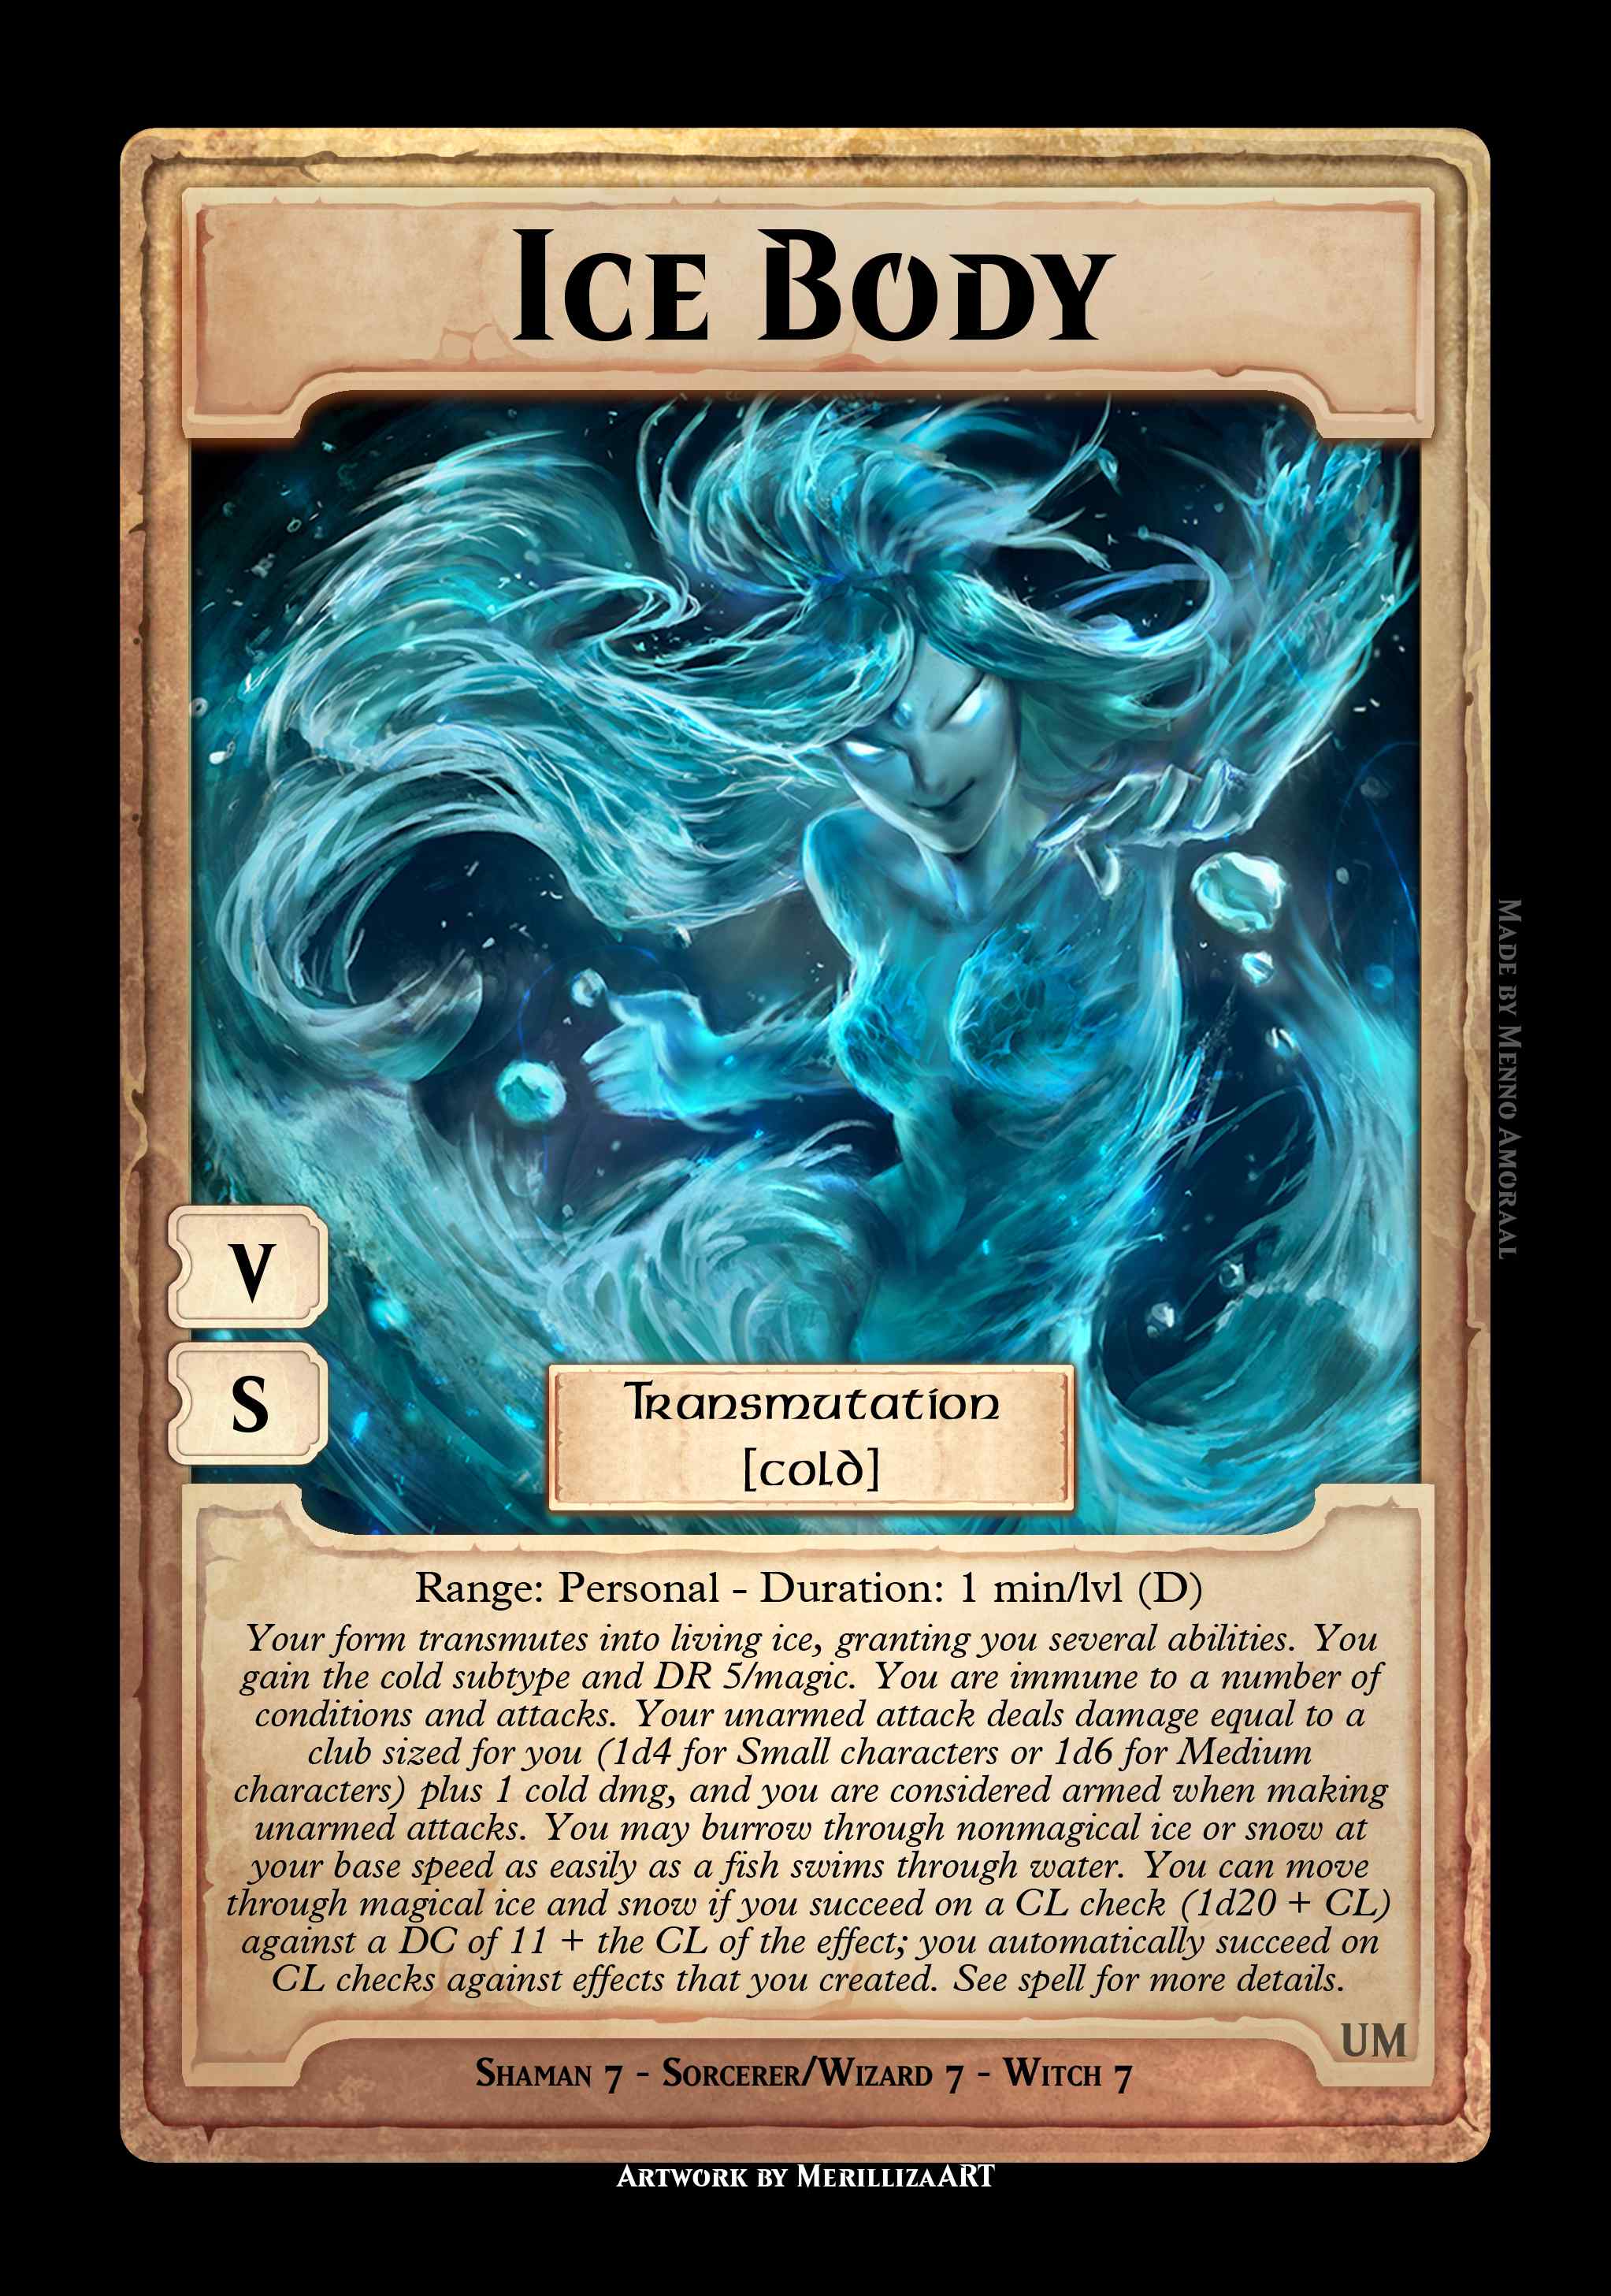 Ice Body
V
S
Transmutation
[cold]
Range: Personal - Duration: 1 min/lvl (D)
Your form transmutes into living ice, granting you several abilities. You
gain the cold subtype and DR 5/magic. You are immune to a number of
conditions and attacks. Your unarmed attack deals damage equal to a
club sized for you (1d4 for Small characters or 1d6 for Medium
characters) plus 1 cold dmg, and you are considered armed when making
unarmed attacks. You may burrow through nonmagical ice or snow at
your base speed as easily as a fish swims through water. You can move
through magical ice and snow if you succeed on a CL check (1d20 + CL)
against a DC of 11 + the CL of the effect; you automatically succeed on
CL checks against effects that you created. See spell for more details.
UM
Shaman 7 - Sorcerer/Wizard 7 - Witch 7
Artwork by MerillizaART
Made by Menno Amoraal